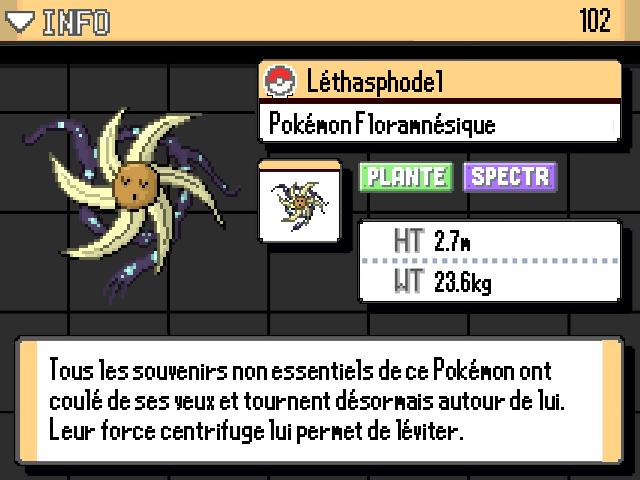 INFO
102
Léthasphodel
Pokémon Floramnésique
PLANTE SPECTR
HT 2.7m
WT 23.6kg
Tous les souvenirs non essentiels de ce Pokémon ont
coulé de ses yeux et tournent désormais autour de lui.
Leur force centrifuge lui permet de léviter.